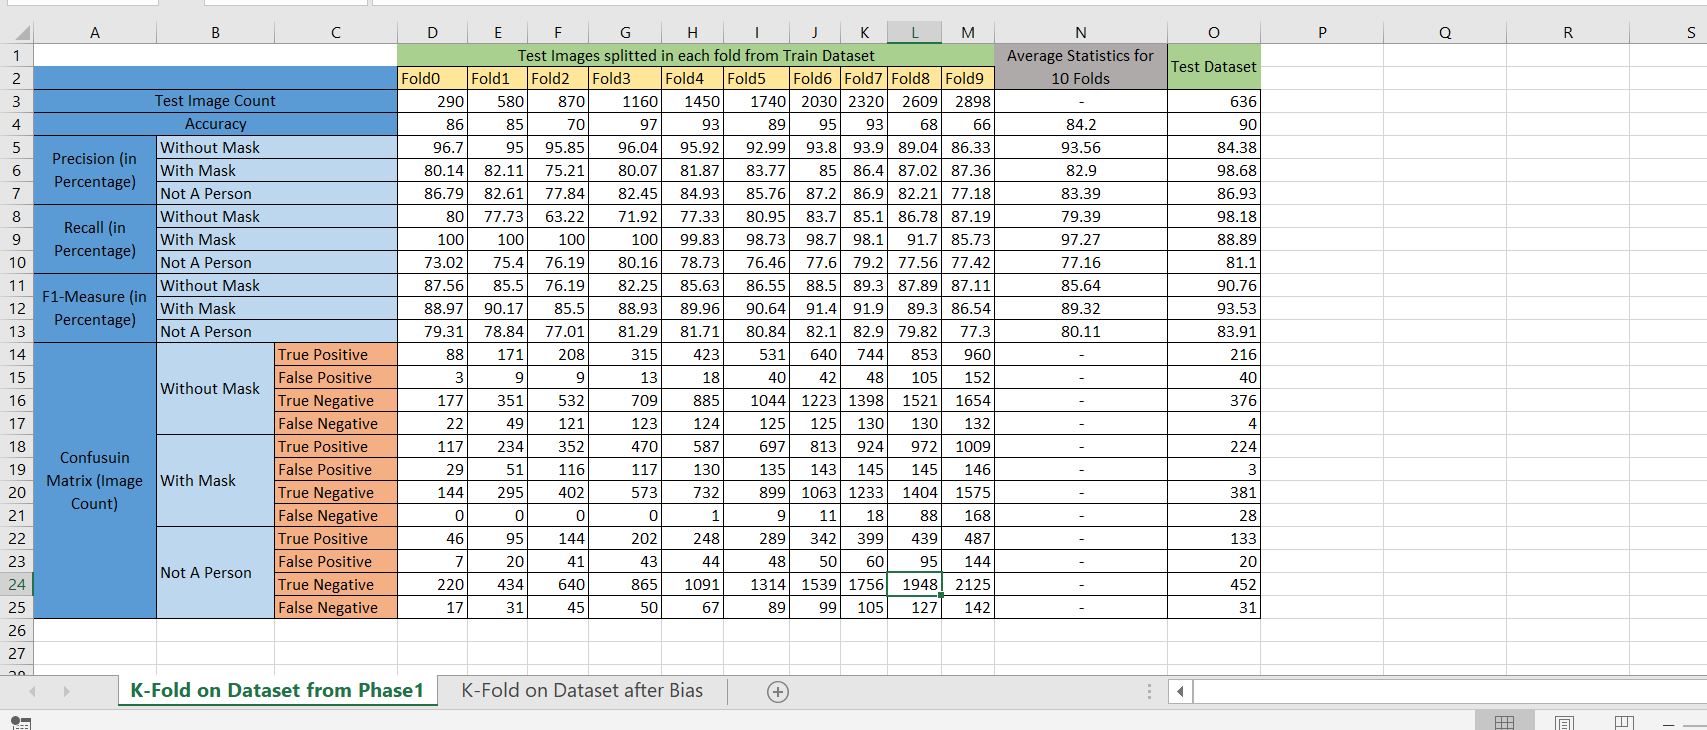 A B C D E F G H I J K L M N O P Q R S
1 Test Images splitted in each fold from Train Dataset Average Statistics for 10 Folds Test Dataset
2 Fold0 Fold1 Fold2 Fold3 Fold4 Fold5 Fold6 Fold7 Fold8 Fold9
3 Test Image Count 290 580 870 1160 1450 1740 2030 2320 2609 2898 - 636
4 Accuracy 86 85 70 97 93 89 95 93 68 66 84.2 90
Precision (in Percentage)
5 Without Mask 96.7 95 95.85 96.04 95.92 92.99 93.8 93.9 89.04 86.33 93.56 84.38
6 With Mask 80.14 82.11 75.21 80.07 81.87 83.77 85 86.4 87.02 87.36 82.9 98.68
7 Not A Person 86.79 82.61 77.84 82.45 84.93 85.76 87.2 86.9 82.21 77.18 83.39 86.93
Recall (in Percentage)
8 Without Mask 80 77.73 63.22 71.92 77.33 80.95 83.7 85.1 86.78 87.19 79.39 98.18
9 With Mask 100 100 100 100 99.83 98.73 98.7 98.1 91.7 85.73 97.27 88.89
10 Not A Person 73.02 75.4 76.19 80.16 78.73 76.46 77.6 79.2 77.56 77.42 77.16 81.1
F1-Measure (in Percentage)
11 Without Mask 87.56 85.5 76.19 82.25 85.63 86.55 88.5 89.3 87.89 87.11 85.64 90.76
12 With Mask 88.97 90.17 85.5 88.93 89.96 90.64 91.4 91.9 89.3 86.54 89.32 93.53
13 Not A Person 79.31 78.84 77.01 81.29 81.71 80.84 82.1 82.9 79.82 77.3 80.11 83.91
Confusuin Matrix (Image Count)
Without Mask
14 True Positive 88 171 208 315 423 531 640 744 853 960 - 216
15 False Positive 3 9 9 13 18 40 42 48 105 152 - 40
16 True Negative 177 351 532 709 885 1044 1223 1398 1521 1654 - 376
17 False Negative 22 49 121 123 124 125 125 130 130 132 - 4
With Mask
18 True Positive 117 234 352 470 587 697 813 924 972 1009 - 224
19 False Positive 29 51 116 117 130 135 143 145 145 146 - 3
20 True Negative 144 295 402 573 732 899 1063 1233 1404 1575 - 381
21 False Negative 0 0 0 0 1 9 11 18 88 168 - 28
Not A Person
22 True Positive 46 95 144 202 248 289 342 399 439 487 - 133
23 False Positive 7 20 41 43 44 48 50 60 95 144 - 20
24 True Negative 220 434 640 865 1091 1314 1539 1756 1948 2125 - 452
25 False Negative 17 31 45 50 67 89 99 105 127 142 - 31
26
27
K-Fold on Dataset from Phase1 K-Fold on Dataset after Bias